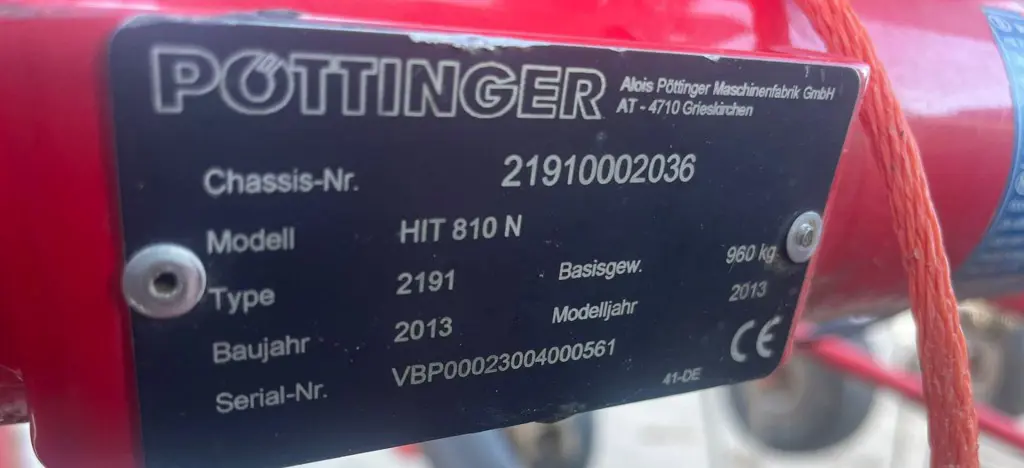 PÖTTINGER
Alois Pöttinger Maschinenfabrik GmbH
AT - 4710 Grieskirchen
Chassis-Nr. 21910002036
Modell HIT 810 N
Type 2191 Basisgew. 960 kg
Baujahr 2013 Modelljahr 2013
Serial-Nr. VBP00023004000561
CE
41-DE